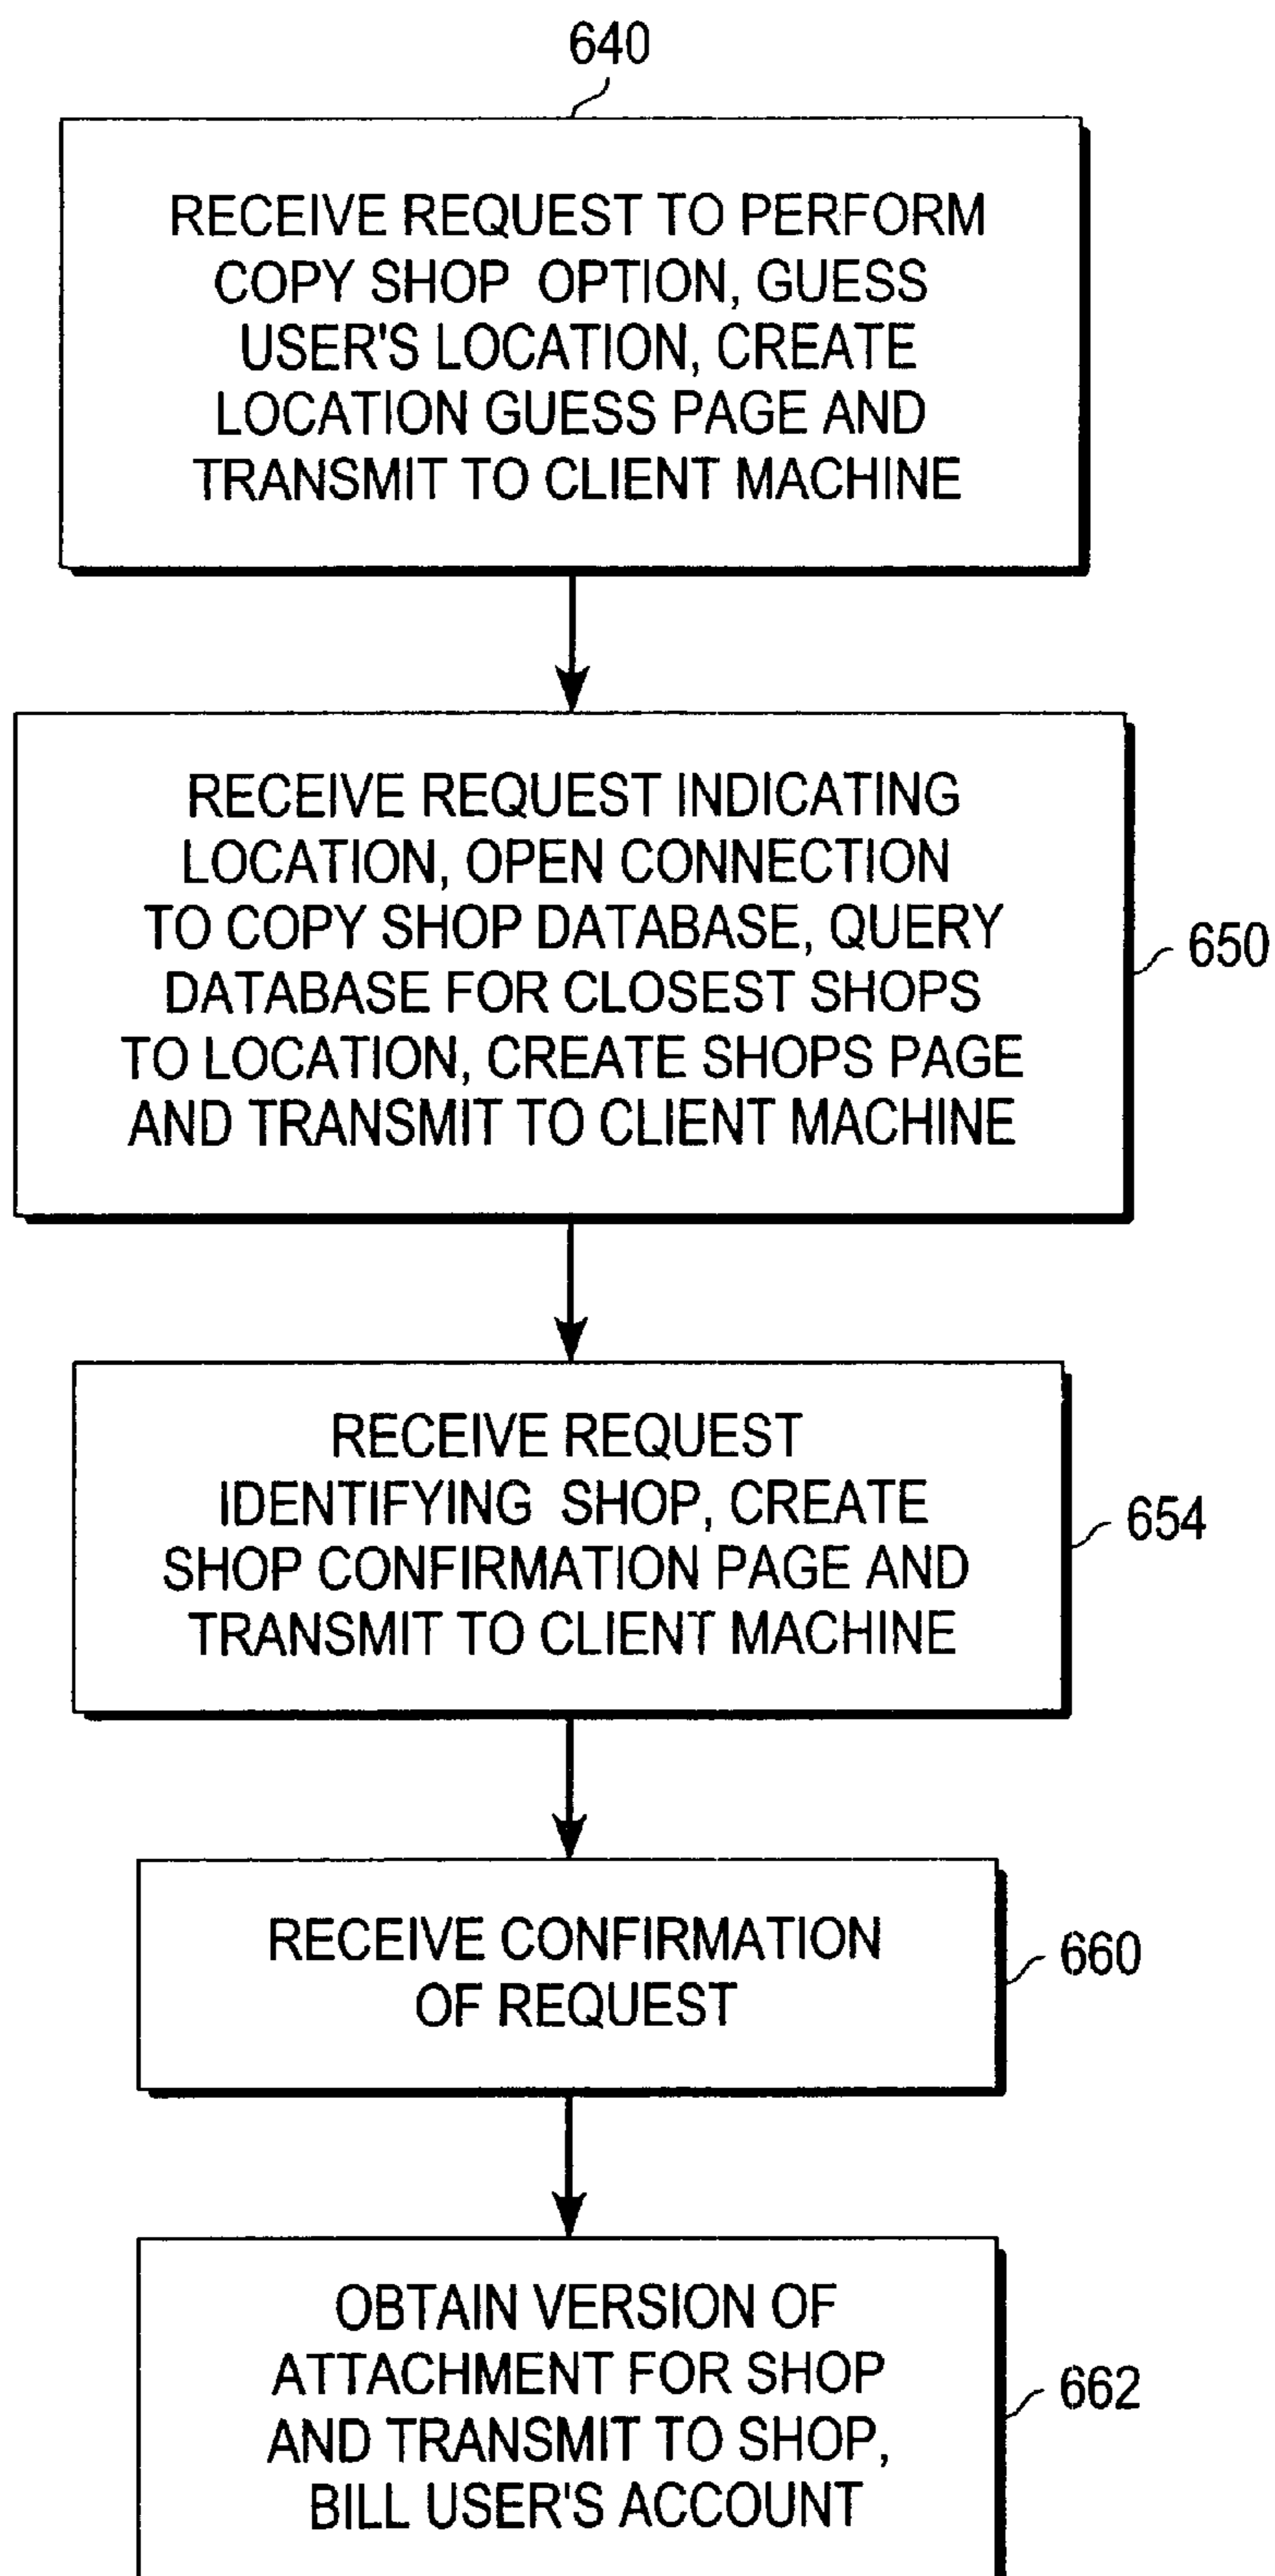 640
RECEIVE REQUEST TO PERFORM
COPY SHOP OPTION, GUESS
USER'S LOCATION, CREATE
LOCATION GUESS PAGE AND
TRANSMIT TO CLIENT MACHINE
RECEIVE REQUEST INDICATING
LOCATION, OPEN CONNECTION
TO COPY SHOP DATABASE, QUERY
DATABASE FOR CLOSEST SHOPS
TO LOCATION, CREATE SHOPS PAGE
AND TRANSMIT TO CLIENT MACHINE
650
RECEIVE REQUEST
IDENTIFYING SHOP, CREATE
SHOP CONFIRMATION PAGE AND
TRANSMIT TO CLIENT MACHINE
654
RECEIVE CONFIRMATION
OF REQUEST
660
OBTAIN VERSION OF
ATTACHMENT FOR SHOP
AND TRANSMIT TO SHOP,
BILL USER'S ACCOUNT
662